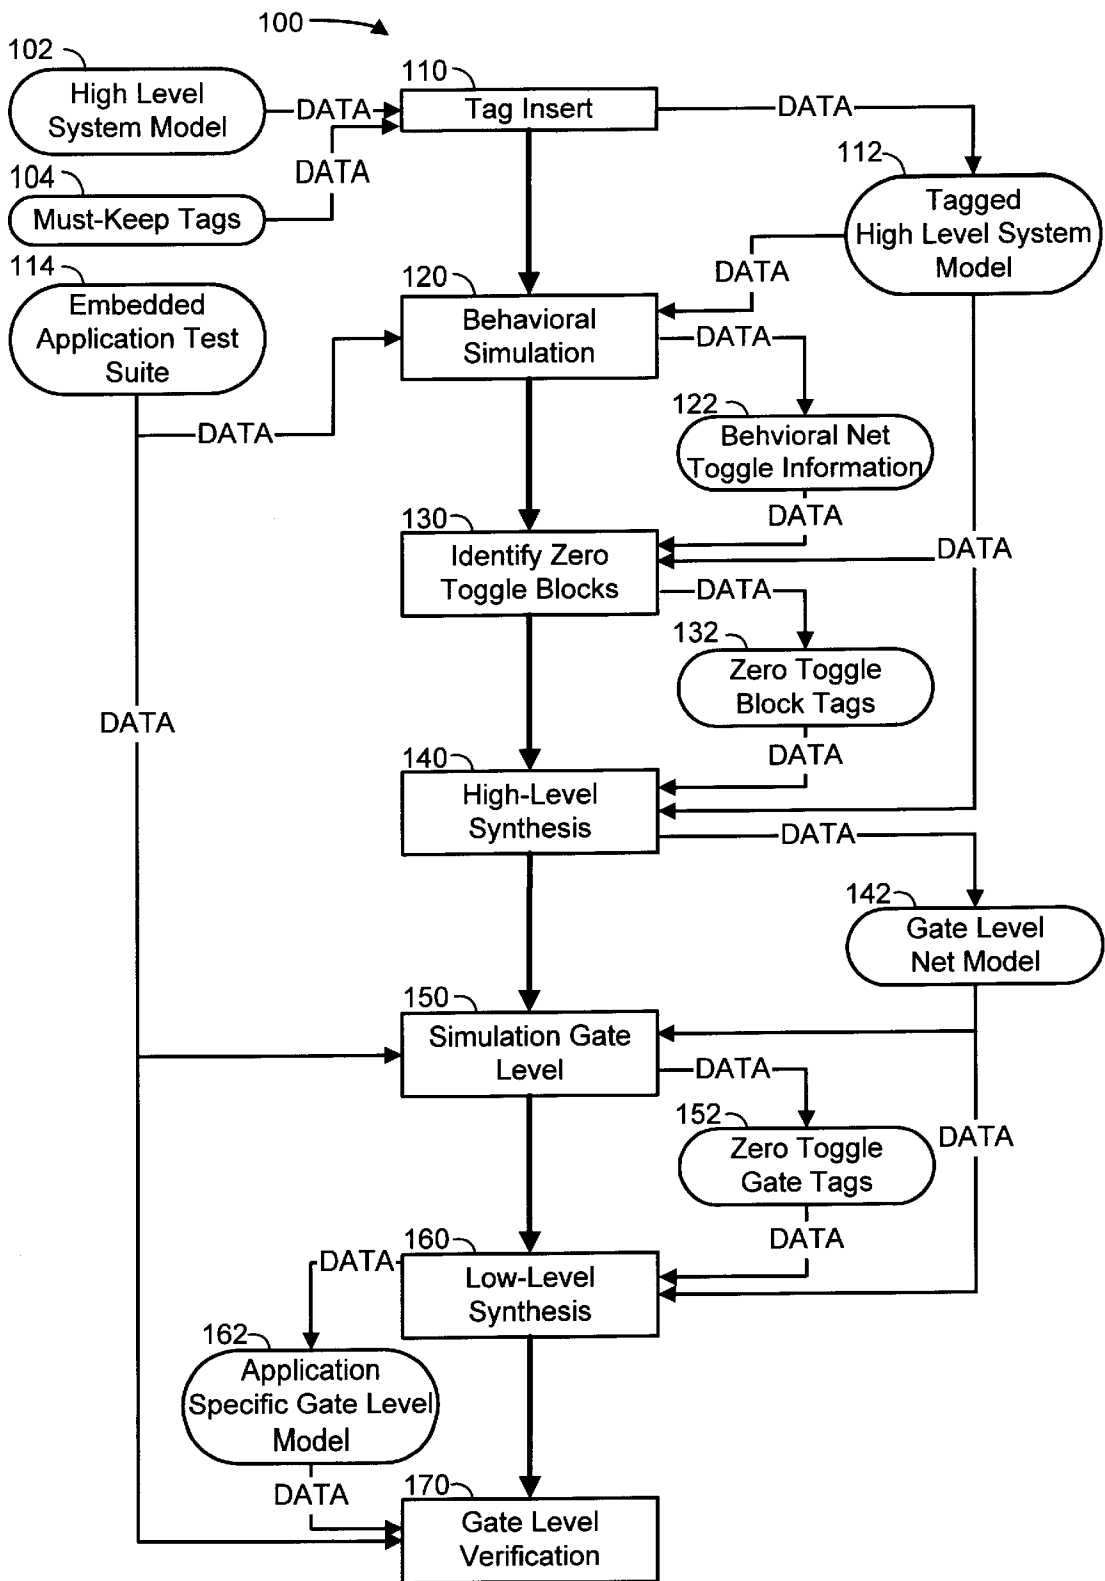 100
102
High Level
System Model
DATA
110
Tag Insert
DATA
104
Must-Keep Tags
DATA
112
Tagged
High Level System
Model
DATA
114
Embedded
Application Test
Suite
DATA
120
Behavioral
Simulation
DATA
122
Behvioral Net
Toggle Information
DATA
130
Identify Zero
Toggle Blocks
DATA
DATA
132
Zero Toggle
Block Tags
DATA
DATA
140
High-Level
Synthesis
DATA
142
Gate Level
Net Model
150
Simulation Gate
Level
DATA
152
Zero Toggle
Gate Tags
DATA
DATA
160
Low-Level
Synthesis
DATA
162
Application
Specific Gate Level
Model
DATA
170
Gate Level
Verification